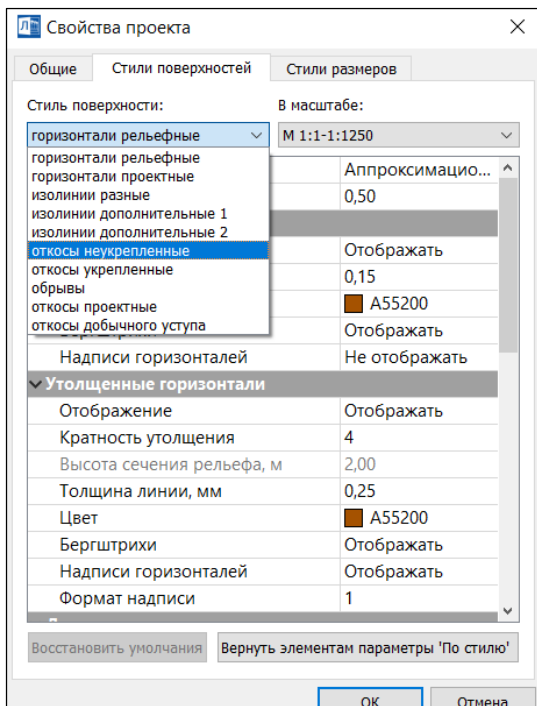 Свойства проекта
Общие Стили поверхностей Стили размеров
Стиль поверхности: В масштабе:
горизонтали рельефные М 1:1-1:1250
горизонтали рельефные
горизонтали проектные
изолинии разные
изолинии дополнительные 1
изолинии дополнительные 2
откосы неукрепленные
откосы укрепленные
обрывы
откосы проектные
откосы добычного уступа
Аппроксимацио...
0,50
Отображать
0,15
A55200
Отображать
Надписи горизонталей Не отображать
Утолщенные горизонтали
Отображение Отображать
Кратность утолщения 4
Высота сечения рельефа, м 2,00
Толщина линии, мм 0,25
Цвет A55200
Бергштрихи Отображать
Надписи горизонталей Отображать
Формат надписи 1
Восстановить умолчания Вернуть элементам параметры 'По стилю'
ОК Отмена